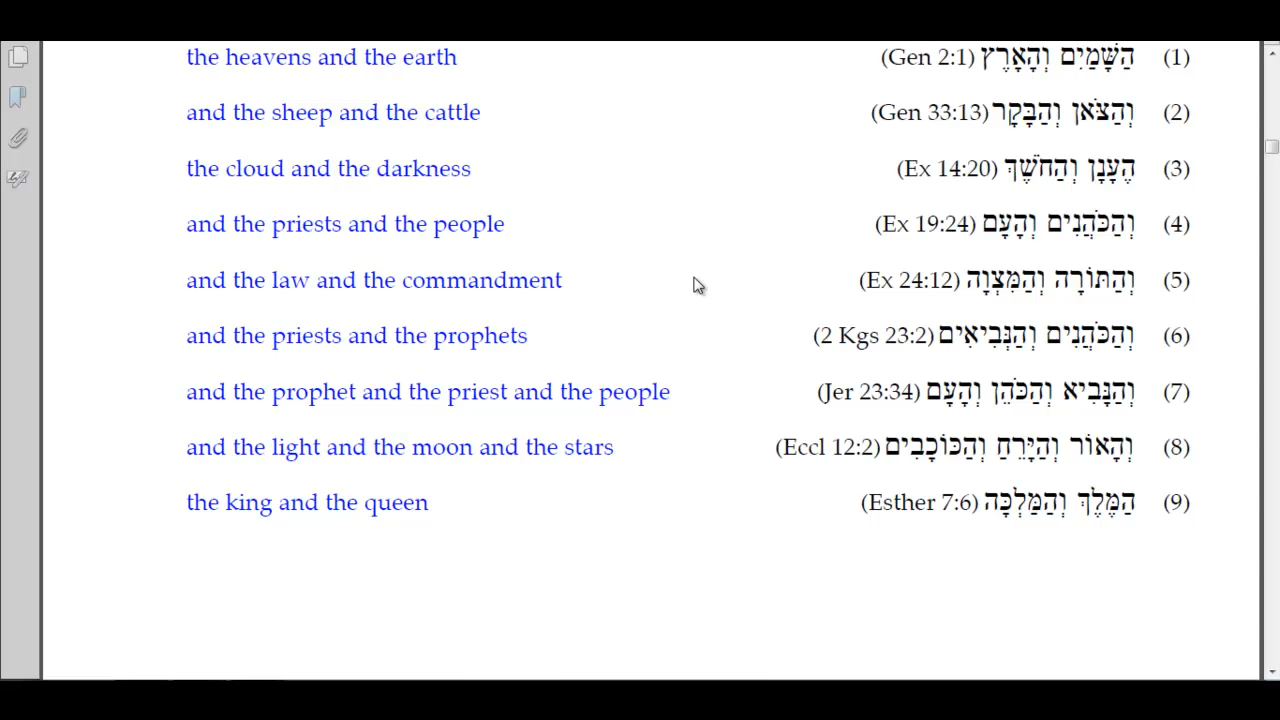 the heavens and the earth (1) הַשָּׁמַיִם וְהָאָרֶץ (Gen 2:1)
and the sheep and the cattle (2) וְהַצֹּאן וְהַבָּקָר (Gen 33:13)
the cloud and the darkness (3) הֶעָנָן וְהַחֹשֶׁךְ (Ex 14:20)
and the priests and the people (4) וְהַכֹּהֲנִים וְהָעָם (Ex 19:24)
and the law and the commandment (5) וְהַתּוֹרָה וְהַמִּצְוָה (Ex 24:12)
and the priests and the prophets (6) וְהַכֹּהֲנִים וְהַנְּבִיאִים (2 Kgs 23:2)
and the prophet and the priest and the people (7) וְהַנָּבִיא וְהַכֹּהֵן וְהָעָם (Jer 23:34)
and the light and the moon and the stars (8) וְהָאוֹר וְהַיָּרֵחַ וְהַכּוֹכָבִים (Eccl 12:2)
the king and the queen (9) הַמֶּלֶךְ וְהַמַּלְכָּה (Esther 7:6)